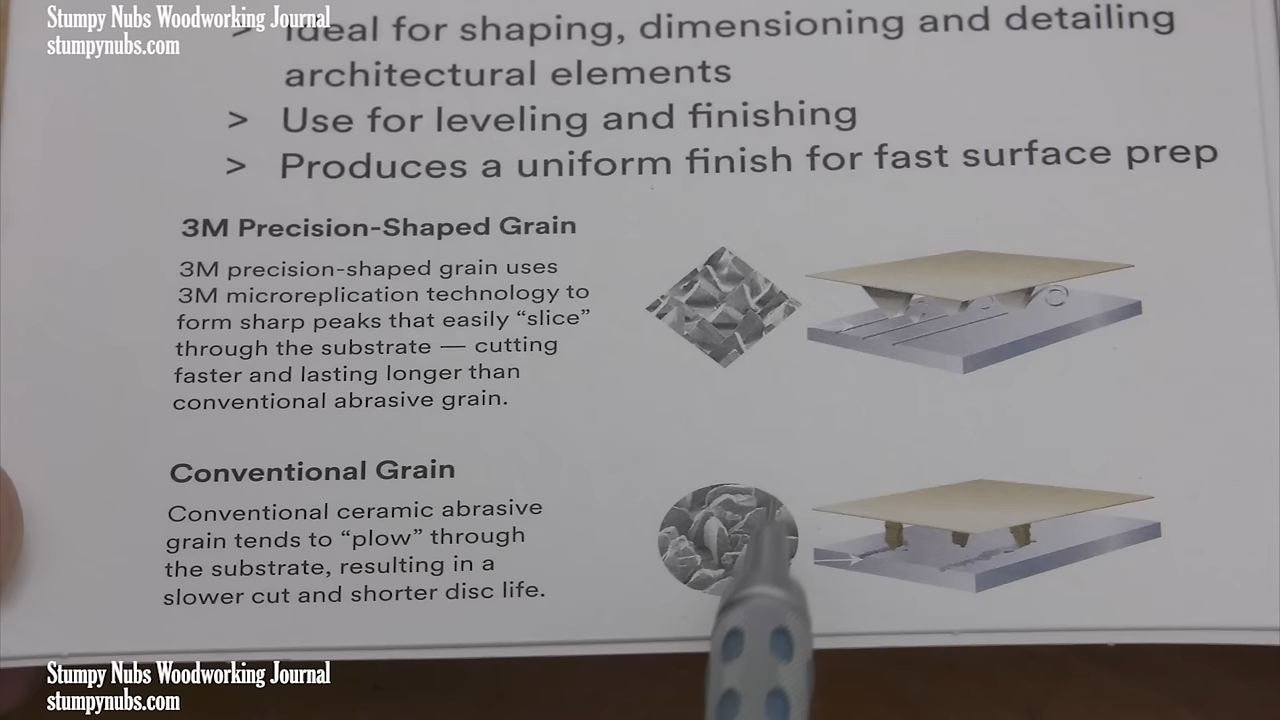 Stumpy Nubs Woodworking Journal
stumpynubs.com
> Ideal for shaping, dimensioning and detailing
architectural elements
> Use for leveling and finishing
> Produces a uniform finish for fast surface prep
3M Precision-Shaped Grain
3M precision-shaped grain uses
3M microreplication technology to
form sharp peaks that easily “slice”
through the substrate — cutting
faster and lasting longer than
conventional abrasive grain.
Conventional Grain
Conventional ceramic abrasive
grain tends to “plow” through
the substrate, resulting in a
slower cut and shorter disc life.
Stumpy Nubs Woodworking Journal
stumpynubs.com